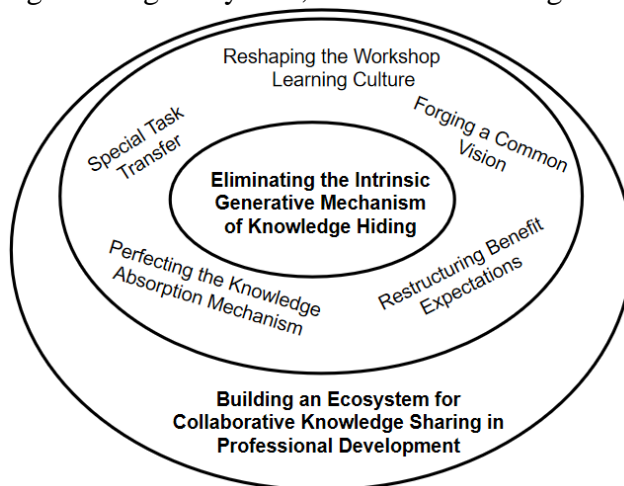 Reshaping the Workshop
Learning Culture
Special Task
Transfer
Forging a Common
Vision
Eliminating the Intrinsic
Generative Mechanism
of Knowledge Hiding
Perfecting the Knowledge
Absorption Mechanism
Restructuring Benefit
Expectations
Building an Ecosystem for
Collaborative Knowledge Sharing in
Professional Development